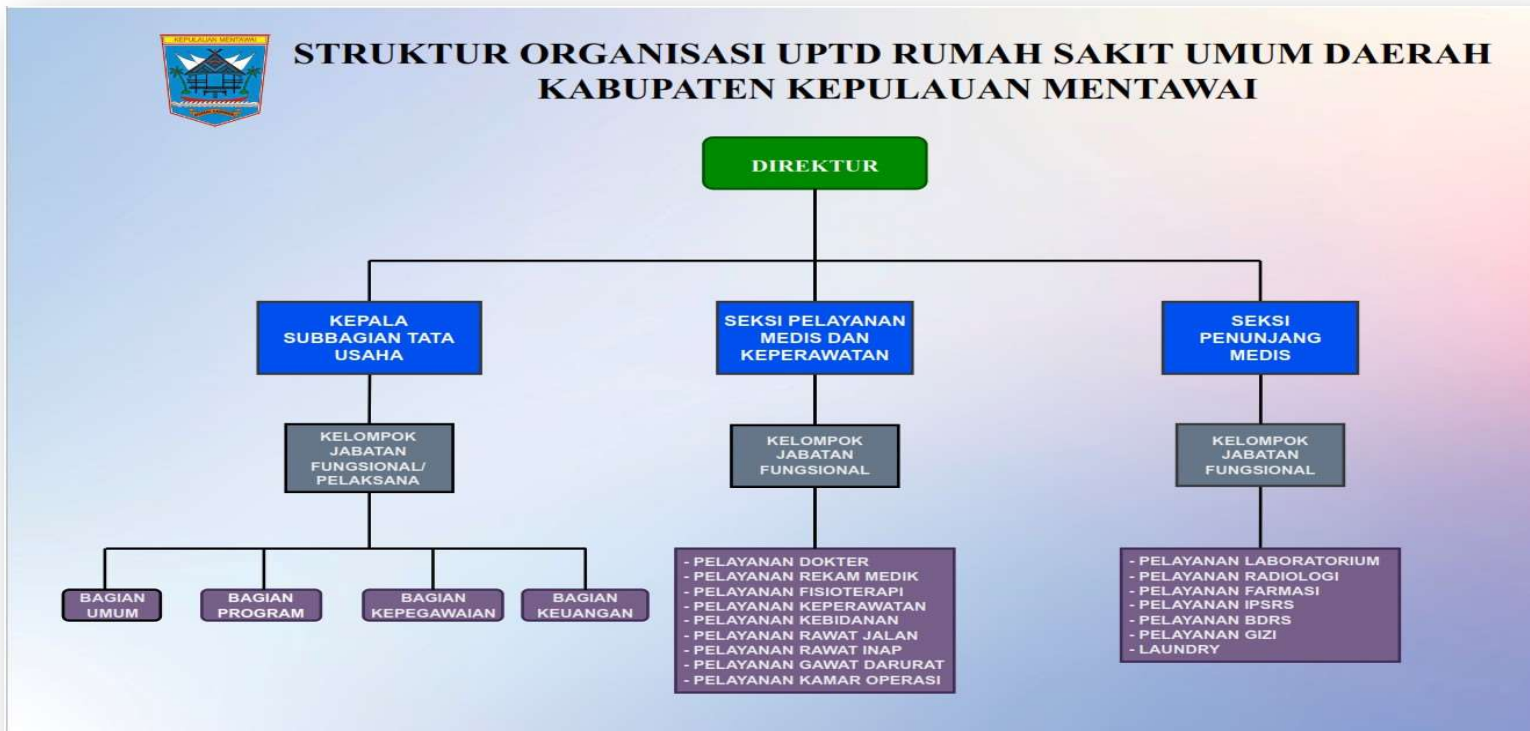 KEPULAUAN MENTAWAI
STRUKTUR ORGANISASI UPTD RUMAH SAKIT UMUM DAERAH
KABUPATEN KEPULAUAN MENTAWAI
DIREKTUR
KEPALA
SUBBAGIAN TATA
USAHA
SEKSI PELAYANAN
MEDIS DAN
KEPERAWATAN
SEKSI
PENUNJANG
MEDIS
KELOMPOK
JABATAN
FUNGSIONAL/
PELAKSANA
KELOMPOK
JABATAN
FUNGSIONAL
KELOMPOK
JABATAN
FUNGSIONAL
BAGIAN
UMUM
BAGIAN
PROGRAM
BAGIAN
KEPEGAWAIAN
BAGIAN
KEUANGAN
- PELAYANAN DOKTER
- PELAYANAN REKAM MEDIK
- PELAYANAN FISIOTERAPI
- PELAYANAN KEPERAWATAN
- PELAYANAN KEBIDANAN
- PELAYANAN RAWAT JALAN
- PELAYANAN RAWAT INAP
- PELAYANAN GAWAT DARURAT
- PELAYANAN KAMAR OPERASI
- PELAYANAN LABORATORIUM
- PELAYANAN RADIOLOGI
- PELAYANAN FARMASI
- PELAYANAN IPSRS
- PELAYANAN BDRS
- PELAYANAN GIZI
- LAUNDRY